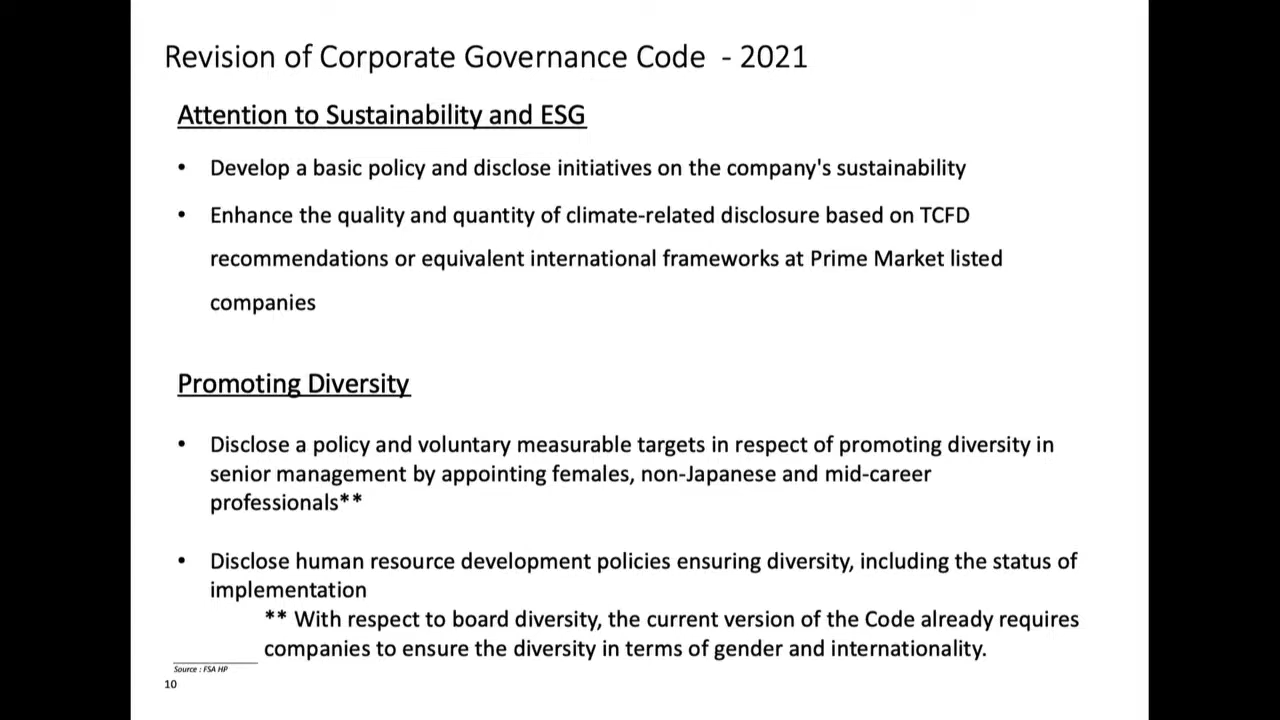 Revision of Corporate Governance Code - 2021
Attention to Sustainability and ESG
• Develop a basic policy and disclose initiatives on the company's sustainability
• Enhance the quality and quantity of climate-related disclosure based on TCFD
recommendations or equivalent international frameworks at Prime Market listed
companies
Promoting Diversity
• Disclose a policy and voluntary measurable targets in respect of promoting diversity in
senior management by appointing females, non-Japanese and mid-career
professionals**
• Disclose human resource development policies ensuring diversity, including the status of
implementation
** With respect to board diversity, the current version of the Code already requires
companies to ensure the diversity in terms of gender and internationality.
Source : FSA HP
10